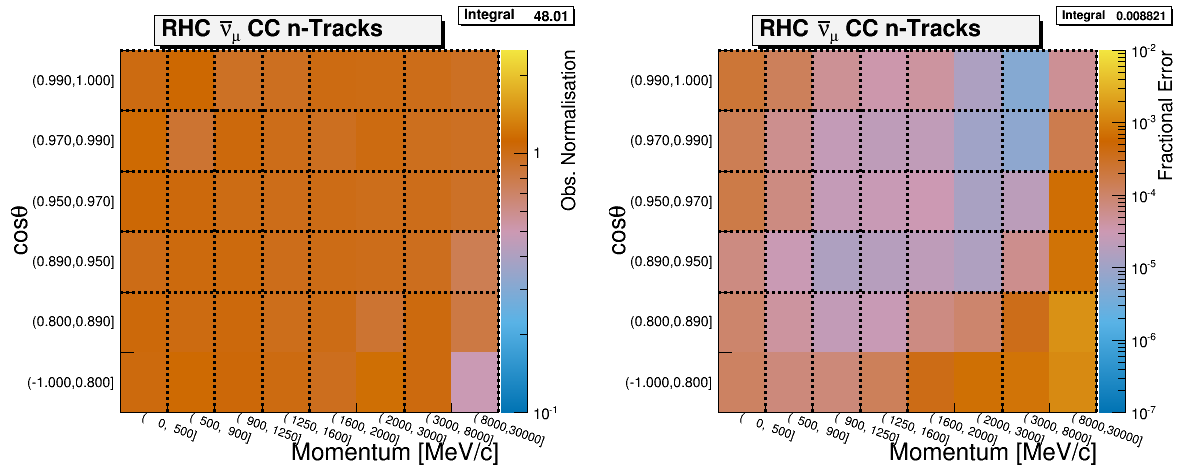 RHC ν̅μ CC n-Tracks
Integral 48.01
(0.990,1.000]
(0.970,0.990]
(0.950,0.970]
(0.890,0.950]
(0.800,0.890]
(-1.000,0.800]
cosθ
( 0, 500]
( 500, 900]
( 900, 1250]
(1250, 1600]
(1600, 2000]
(2000, 3000]
(3000, 8000]
(8000,30000]
Momentum [MeV/c]
1
10-1
Obs. Normalisation
RHC ν̅μ CC n-Tracks
Integral 0.008821
(0.990,1.000]
(0.970,0.990]
(0.950,0.970]
(0.890,0.950]
(0.800,0.890]
(-1.000,0.800]
cosθ
( 0, 500]
( 500, 900]
( 900, 1250]
(1250, 1600]
(1600, 2000]
(2000, 3000]
(3000, 8000]
(8000,30000]
Momentum [MeV/c]
10-2
10-3
10-4
10-5
10-6
10-7
Fractional Error